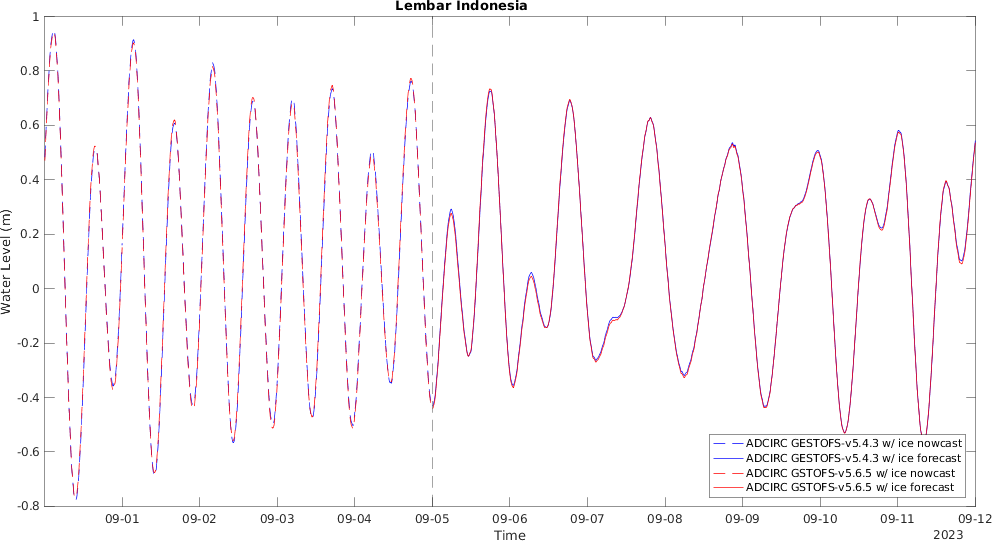 Lembar Indonesia
Water Level (m)
1
0.8
0.6
0.4
0.2
0
-0.2
-0.4
-0.6
-0.8
ADCIRC GESTOFS-v5.4.3 w/ ice nowcast
ADCIRC GESTOFS-v5.4.3 w/ ice forecast
ADCIRC GSTOFS-v5.6.5 w/ ice nowcast
ADCIRC GSTOFS-v5.6.5 w/ ice forecast
09-01 09-02 09-03 09-04 09-05 09-06 09-07 09-08 09-09 09-10 09-11 09-12
Time
2023